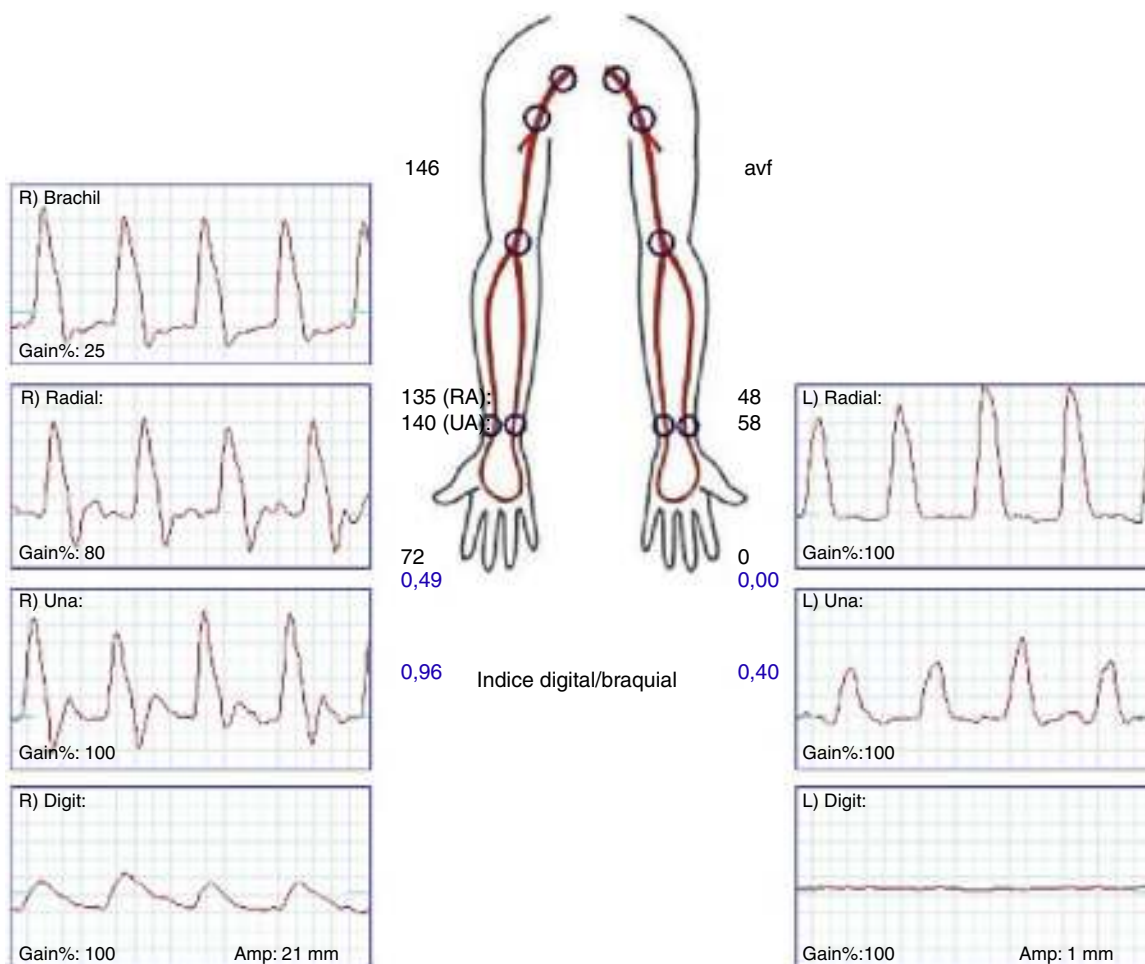 146
avf
R) Brachil
Gain%: 25
R) Radial:
Gain%: 80
135 (RA):
140 (UA):
48
58
L) Radial:
Gain%:100
72
0,49
0
0,00
R) Una:
Gain%: 100
0,96
Indice digital/braquial
0,40
L) Una:
Gain%:100
R) Digit:
Gain%: 100
Amp: 21 mm
L) Digit:
Gain%:100
Amp: 1 mm